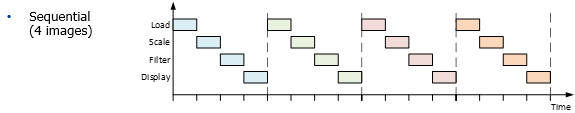 • Sequential
(4 images)
Load
Scale
Filter
Display
Time